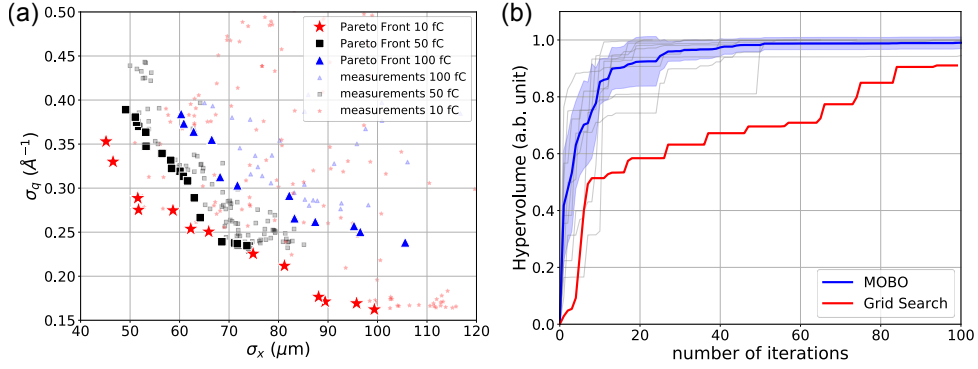 (a)
0.50
0.45
0.40
0.35
0.30
0.25
0.20
0.15
σq (Å⁻¹)
40 50 60 70 80 90 100 110 120
σx (μm)
Pareto Front 10 fC
Pareto Front 50 fC
Pareto Front 100 fC
measurements 100 fC
measurements 50 fC
measurements 10 fC
(b)
1.0
0.8
0.6
0.4
0.2
0.0
Hypervolume (a.b. unit)
0 20 40 60 80 100
number of iterations
MOBO
Grid Search